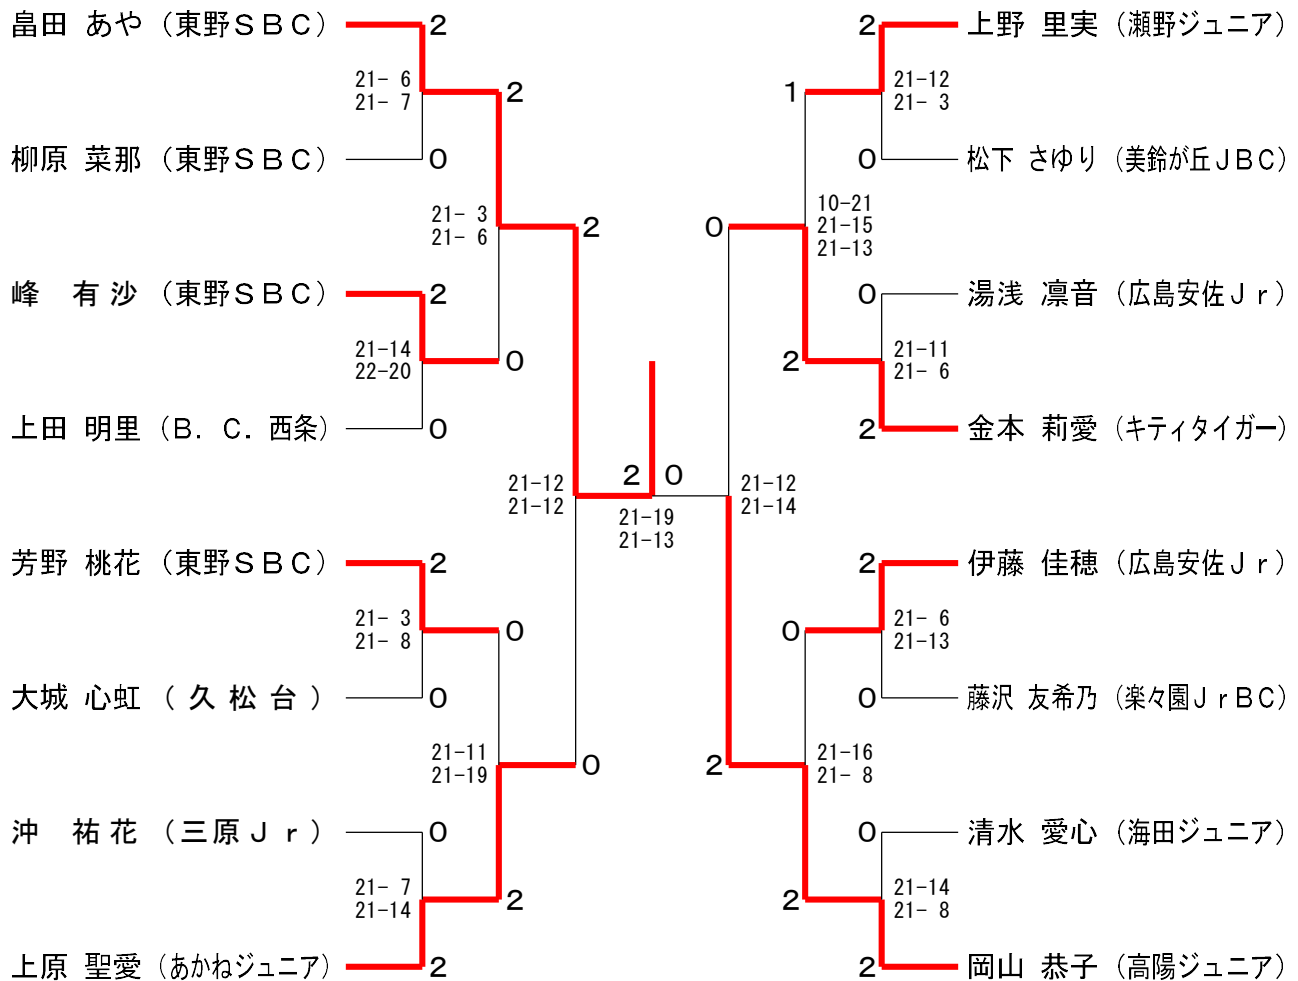 畠田 あや (東野ＳＢＣ) 2
21- 6
21- 7
2
柳原 菜那 (東野ＳＢＣ) 0
21- 3
21- 6
2
峰 有沙 (東野ＳＢＣ) 2
21-14
22-20
0
上田 明里 (Ｂ．Ｃ．西条) 0
21-12
21-12
芳野 桃花 (東野ＳＢＣ) 2
21- 3
21- 8
0
大城 心虹 (久松台) 0
21-11
21-19
0
沖 祐花 (三原Ｊｒ) 0
21- 7
21-14
2
上原 聖愛 (あかねジュニア) 2
2 0
21-19
21-13
2 上野 里実 (瀬野ジュニア)
1
21-12
21- 3
0 松下 さゆり (美鈴が丘ＪＢＣ)
0
10-21
21-15
21-13
0 湯浅 凛音 (広島安佐Ｊｒ)
2
21-11
21- 6
2 金本 莉愛 (キティタイガー)
21-12
21-14
2 伊藤 佳穂 (広島安佐Ｊｒ)
0
21- 6
21-13
0 藤沢 友希乃 (楽々園ＪｒＢＣ)
2
21-16
21- 8
0 清水 愛心 (海田ジュニア)
2
21-14
21- 8
2 岡山 恭子 (高陽ジュニア)